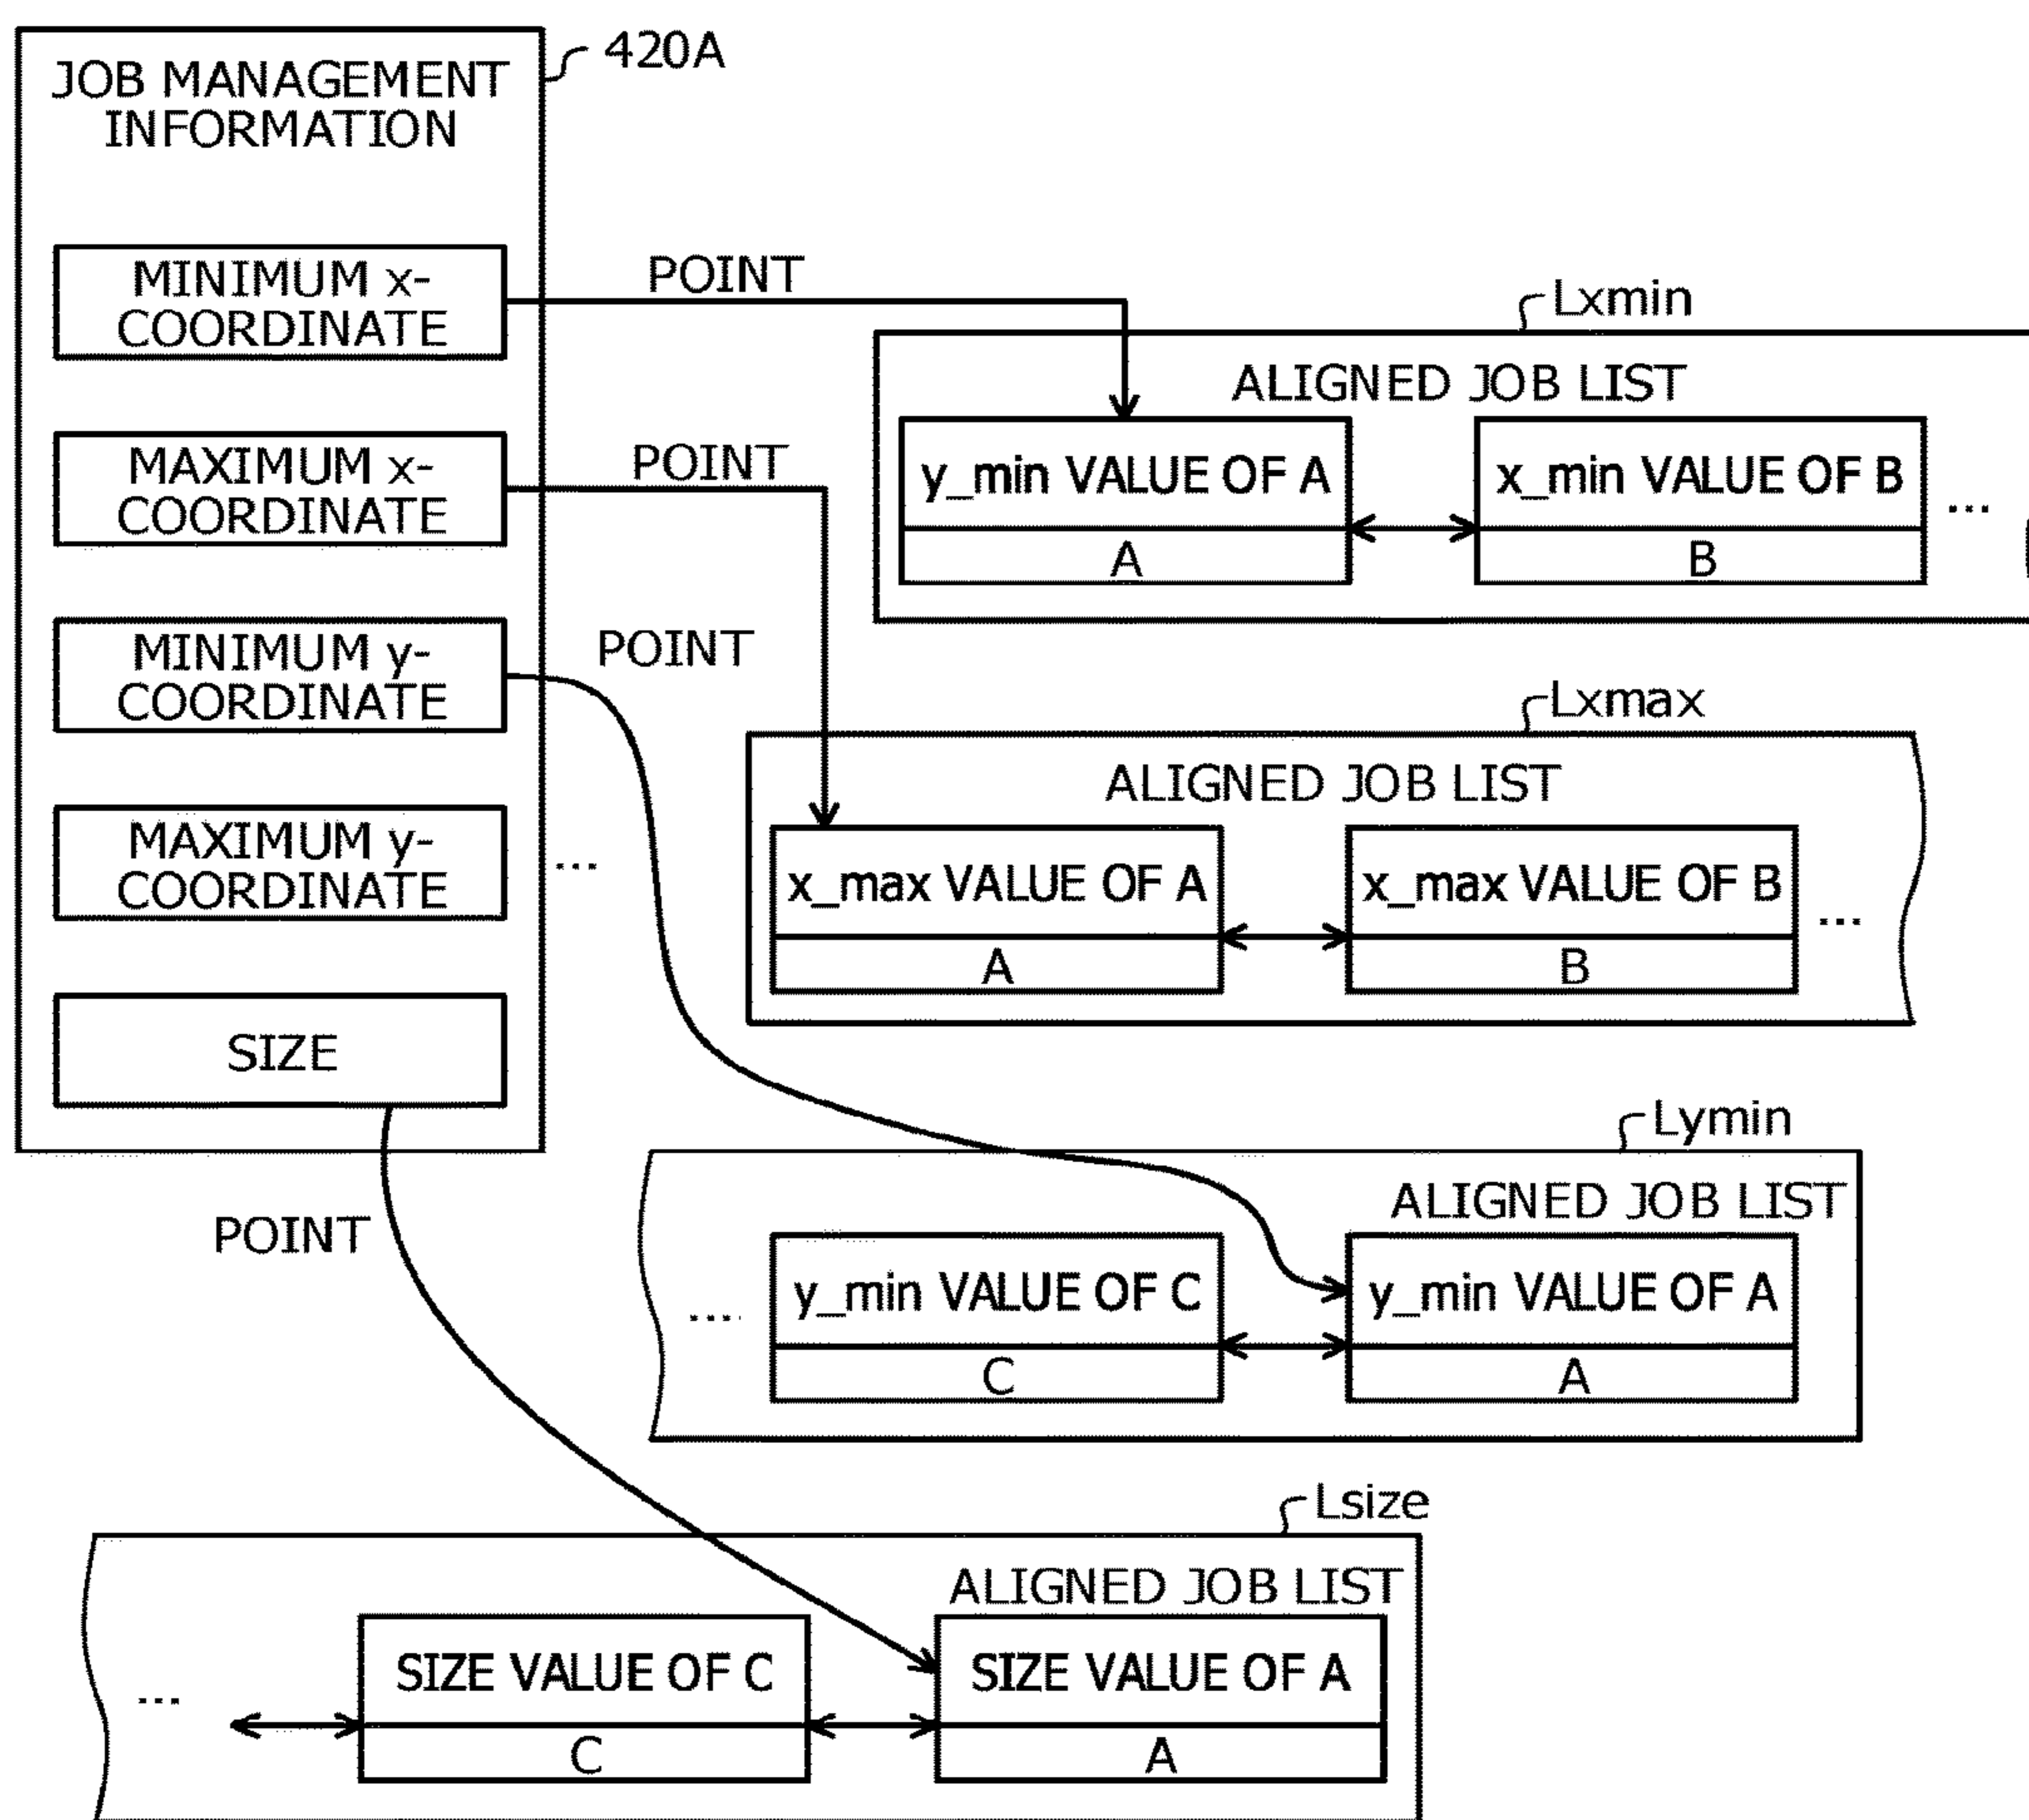 420A
JOB MANAGEMENT
INFORMATION
MINIMUM x-
COORDINATE
MAXIMUM x-
COORDINATE
MINIMUM y-
COORDINATE
MAXIMUM y-
COORDINATE
...
SIZE
POINT
POINT
POINT
POINT
Lxmin
ALIGNED JOB LIST
y_min VALUE OF A
A
x_min VALUE OF B
B
...
Lxmax
ALIGNED JOB LIST
x_max VALUE OF A
A
x_max VALUE OF B
B
...
Lymin
ALIGNED JOB LIST
...
y_min VALUE OF C
C
y_min VALUE OF A
A
Lsize
ALIGNED JOB LIST
...
SIZE VALUE OF C
C
SIZE VALUE OF A
A